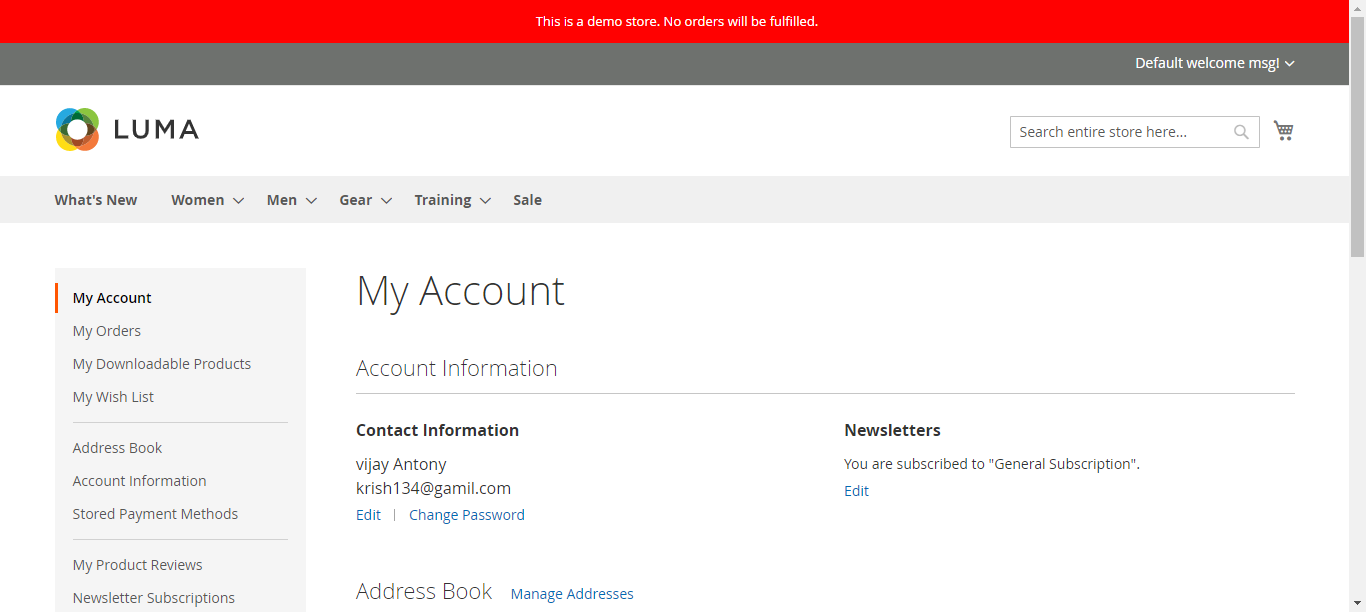 This is a demo store. No orders will be fulfilled.
Default welcome msg!
LUMA
Search entire store here...
What's New Women Men Gear Training Sale
My Account
My Orders
My Downloadable Products
My Wish List
Address Book
Account Information
Stored Payment Methods
My Product Reviews
Newsletter Subscriptions
My Account
Account Information
Contact Information
vijay Antony
krish134@gamil.com
Edit | Change Password
Newsletters
You are subscribed to "General Subscription".
Edit
Address Book Manage Addresses